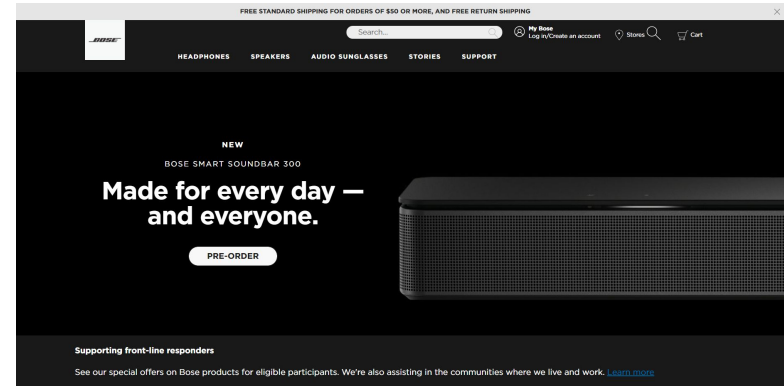 FREE STANDARD SHIPPING FOR ORDERS OF $50 OR MORE, AND FREE RETURN SHIPPING
BOSE
Search...
My Bose
Log in/Create an account
Stores
Cart
HEADPHONES SPEAKERS AUDIO SUNGLASSES STORIES SUPPORT
NEW
BOSE SMART SOUNDBAR 300
Made for every day —
and everyone.
PRE-ORDER
Supporting front-line responders
See our special offers on Bose products for eligible participants. We're also assisting in the communities where we live and work. Learn more